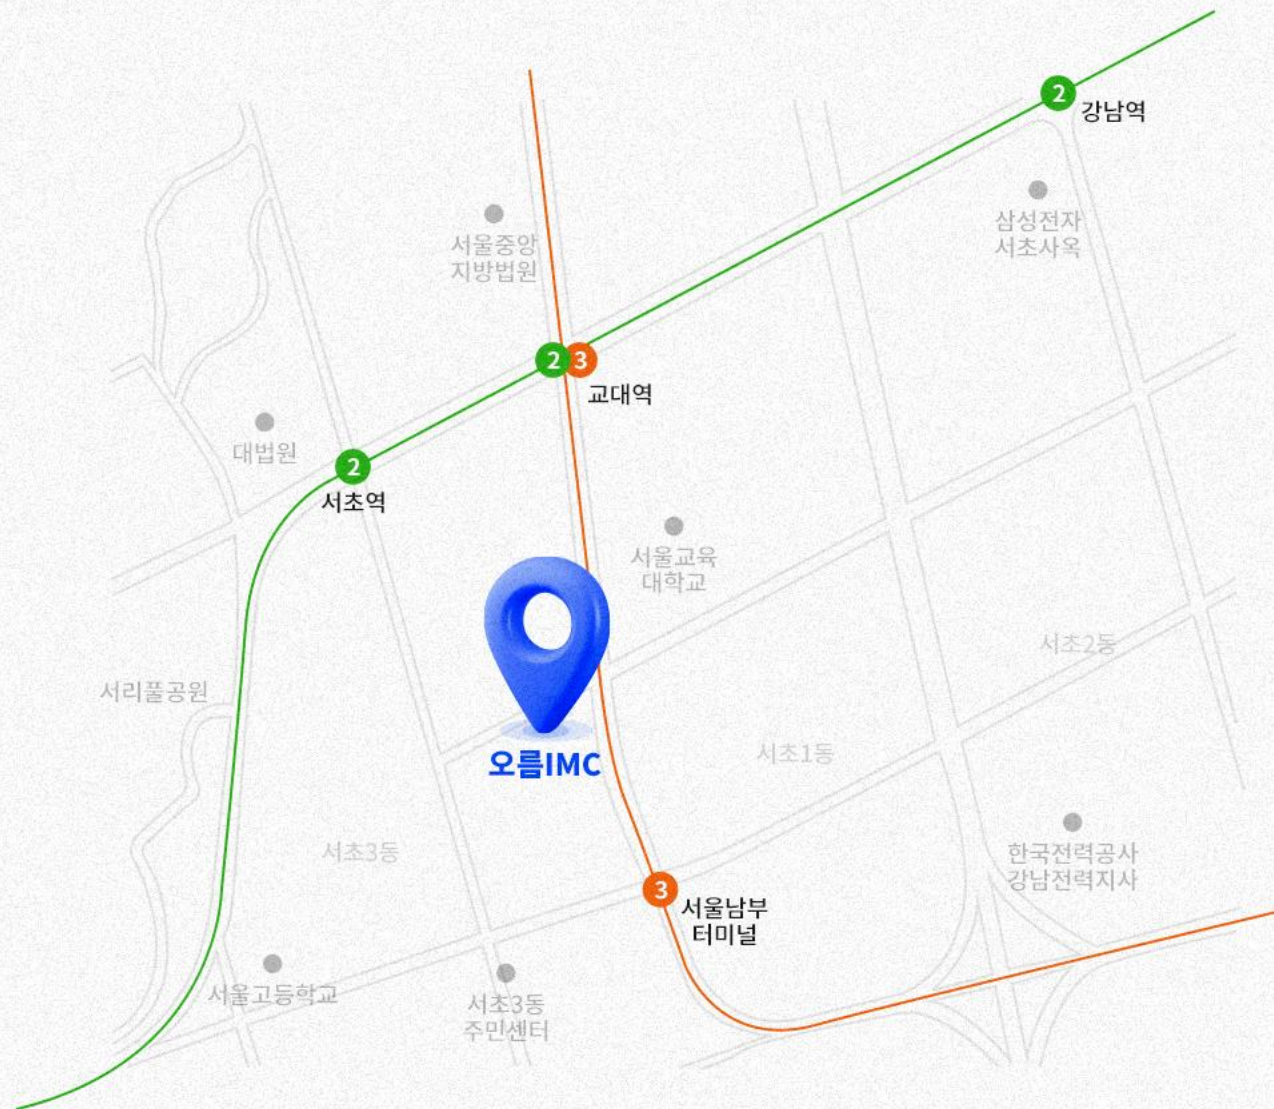 2
강남역
삼성전자
서초사옥
서울중앙
지방법원
2 3
교대역
대법원
2
서초역
서울교육
대학교
서초2동
서리풀공원
오름IMC
서초1동
서초3동
한국전력공사
강남전력지사
3
서울남부
터미널
서울고등학교
서초3동
주민센터